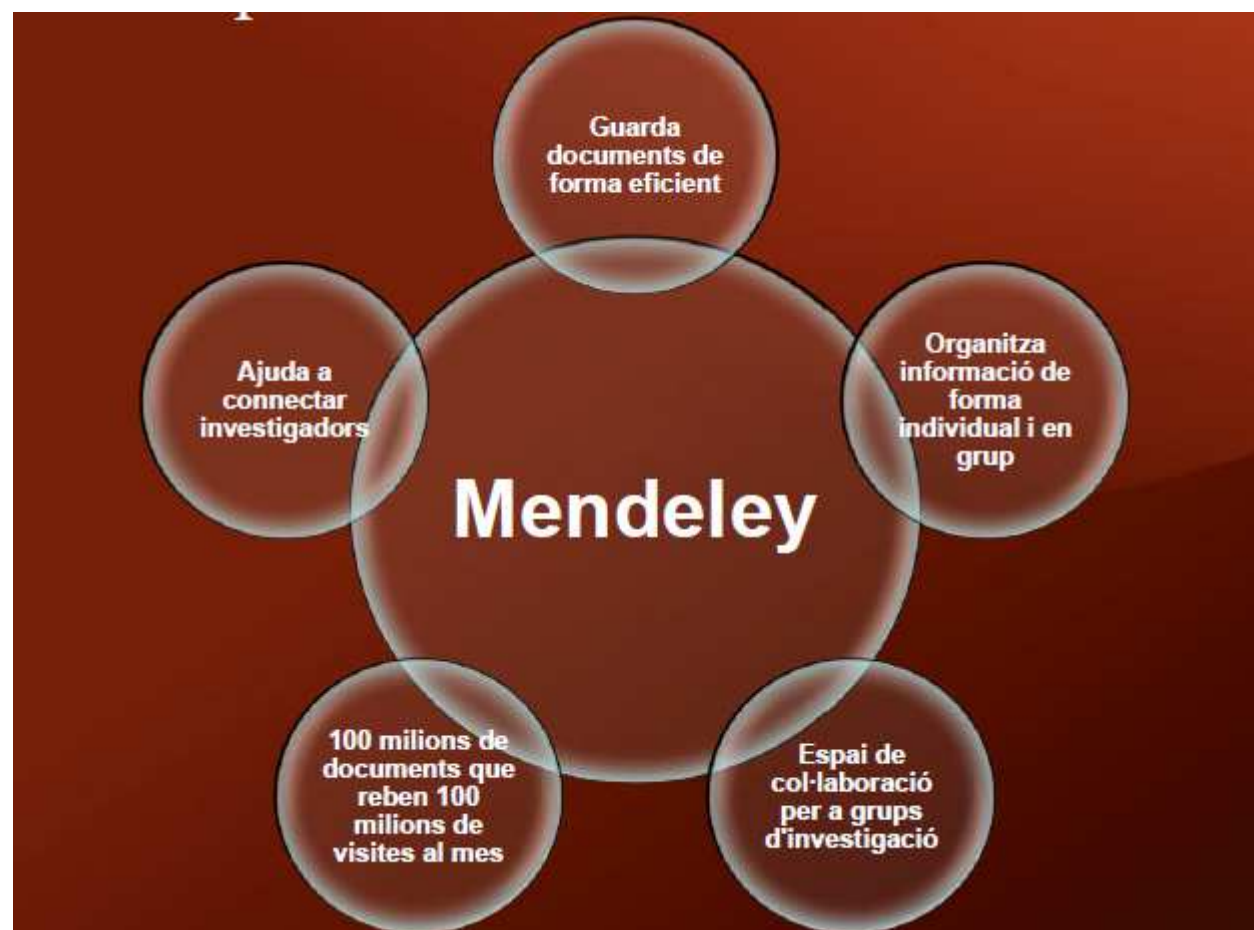 Guarda
documents de
forma eficient
Organitza
informació de
forma
individual i en
grup
Ajuda a
connectar
investigadors
Mendeley
100 milions de
documents que
reben 100
milions de
visites al mes
Espai de
col·laboració
per a grups
d'investigació